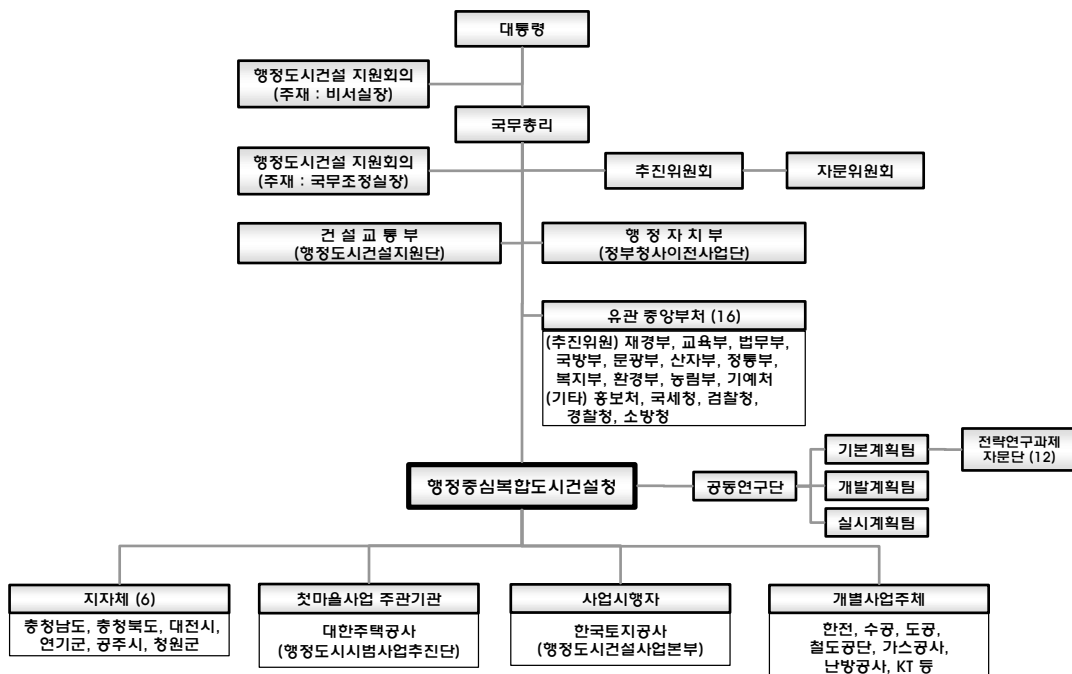 대통령
행정도시건설 지원회의
(주재 : 비서실장)
국무총리
행정도시건설 지원회의
(주재 : 국무조정실장)
추진위원회
자문위원회
건 설 교 통 부
(행정도시건설지원단)
행 정 자 치 부
(정부청사이전사업단)
유관 중앙부처 (16)
(추진위원) 재경부, 교육부, 법무부,
국방부, 문광부, 산자부, 정통부,
복지부, 환경부, 농림부, 기예처
(기타) 홍보처, 국세청, 검찰청,
경찰청, 소방청
행정중심복합도시건설청
공동연구단
기본계획팀
전략연구과제
자문단 (12)
개발계획팀
실시계획팀
지자체 (6)
충청남도, 충청북도, 대전시,
연기군, 공주시, 청원군
첫마을사업 주관기관
대한주택공사
(행정도시시범사업추진단)
사업시행자
한국토지공사
(행정도시건설사업본부)
개별사업주체
한전, 수공, 도공,
철도공단, 가스공사,
난방공사, KT 등